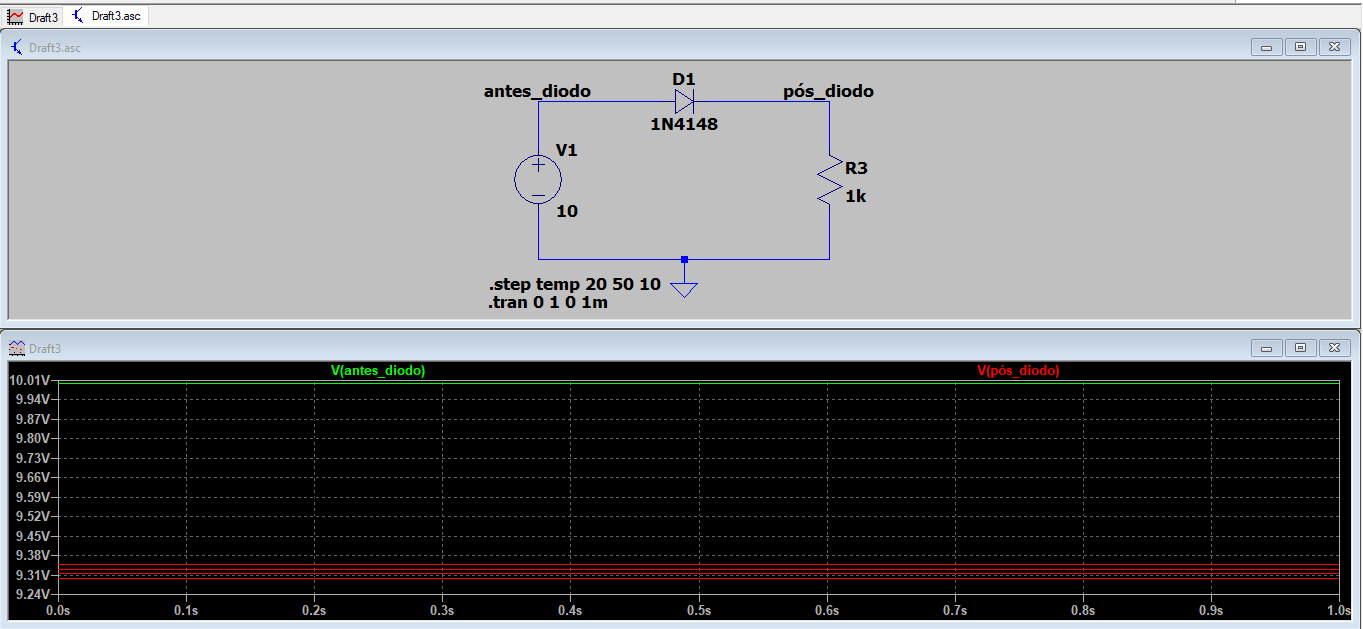 Draft3 Draft3.asc
Draft3.asc
D1
antes_diodo pós_diodo
1N4148
V1
R3
1k
10
.step temp 20 50 10
.tran 0 1 0 1m
Draft3
V(antes_diodo) V(pós_diodo)
10.01V
9.94V
9.87V
9.80V
9.73V
9.66V
9.59V
9.52V
9.45V
9.38V
9.31V
9.24V
0.0s 0.1s 0.2s 0.3s 0.4s 0.5s 0.6s 0.7s 0.8s 0.9s 1.0s